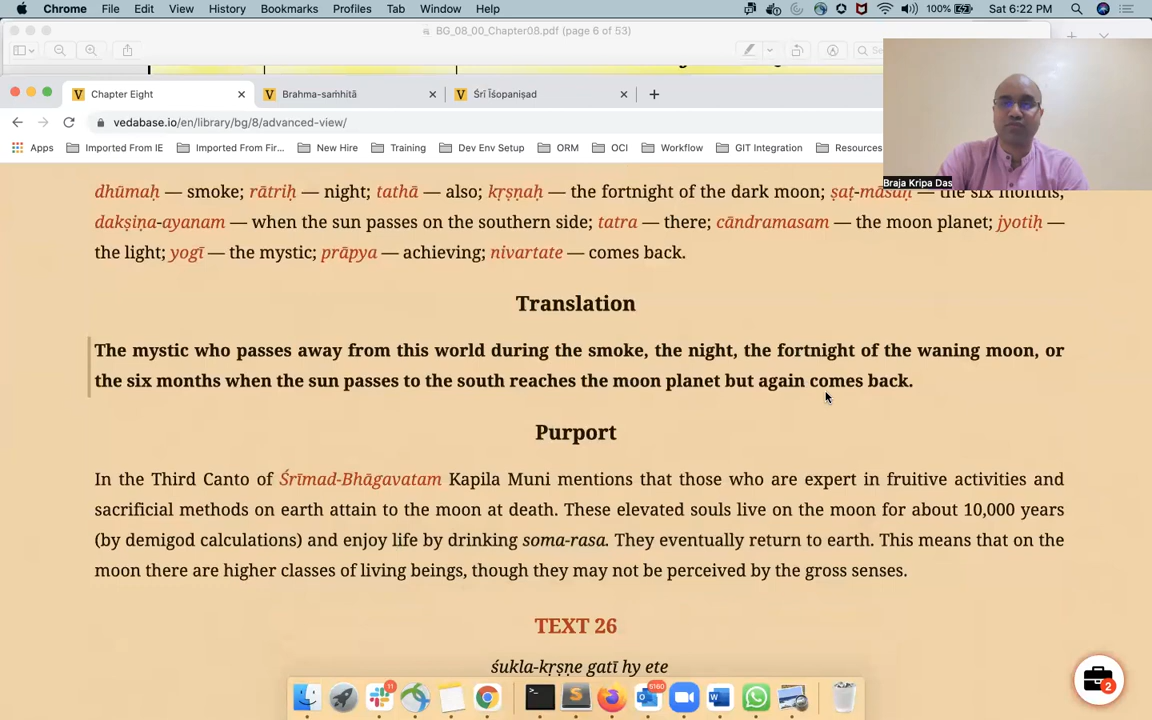 Chrome File Edit View History Bookmarks Profiles Tab Window Help 100% Sat 6:22 PM
BG_08_00_Chapter08.pdf (page 6 of 53)
Chapter Eight Brahma-saṁhitā Śrī Īśopaniṣad
vedabase.io/en/library/bg/8/advanced-view/
Apps Imported From IE Imported From Fir... New Hire Training Dev Env Setup ORM OCI Workflow GIT Integration Resources
Braja Kripa Das
dhūmaḥ — smoke; rātriḥ — night; tathā — also; kṛṣṇaḥ — the fortnight of the dark moon; ṣaṭ-māsāḥ — the six months;
dakṣiṇa-ayanam — when the sun passes on the southern side; tatra — there; cāndramasam — the moon planet; jyotiḥ —
the light; yogī — the mystic; prāpya — achieving; nivartate — comes back.
Translation
The mystic who passes away from this world during the smoke, the night, the fortnight of the waning moon, or
the six months when the sun passes to the south reaches the moon planet but again comes back.
Purport
In the Third Canto of Śrīmad-Bhāgavatam Kapila Muni mentions that those who are expert in fruitive activities and
sacrificial methods on earth attain to the moon at death. These elevated souls live on the moon for about 10,000 years
(by demigod calculations) and enjoy life by drinking soma-rasa. They eventually return to earth. This means that on the
moon there are higher classes of living beings, though they may not be perceived by the gross senses.
TEXT 26
śukla-kṛṣṇe gatī hy ete
11
6160
2